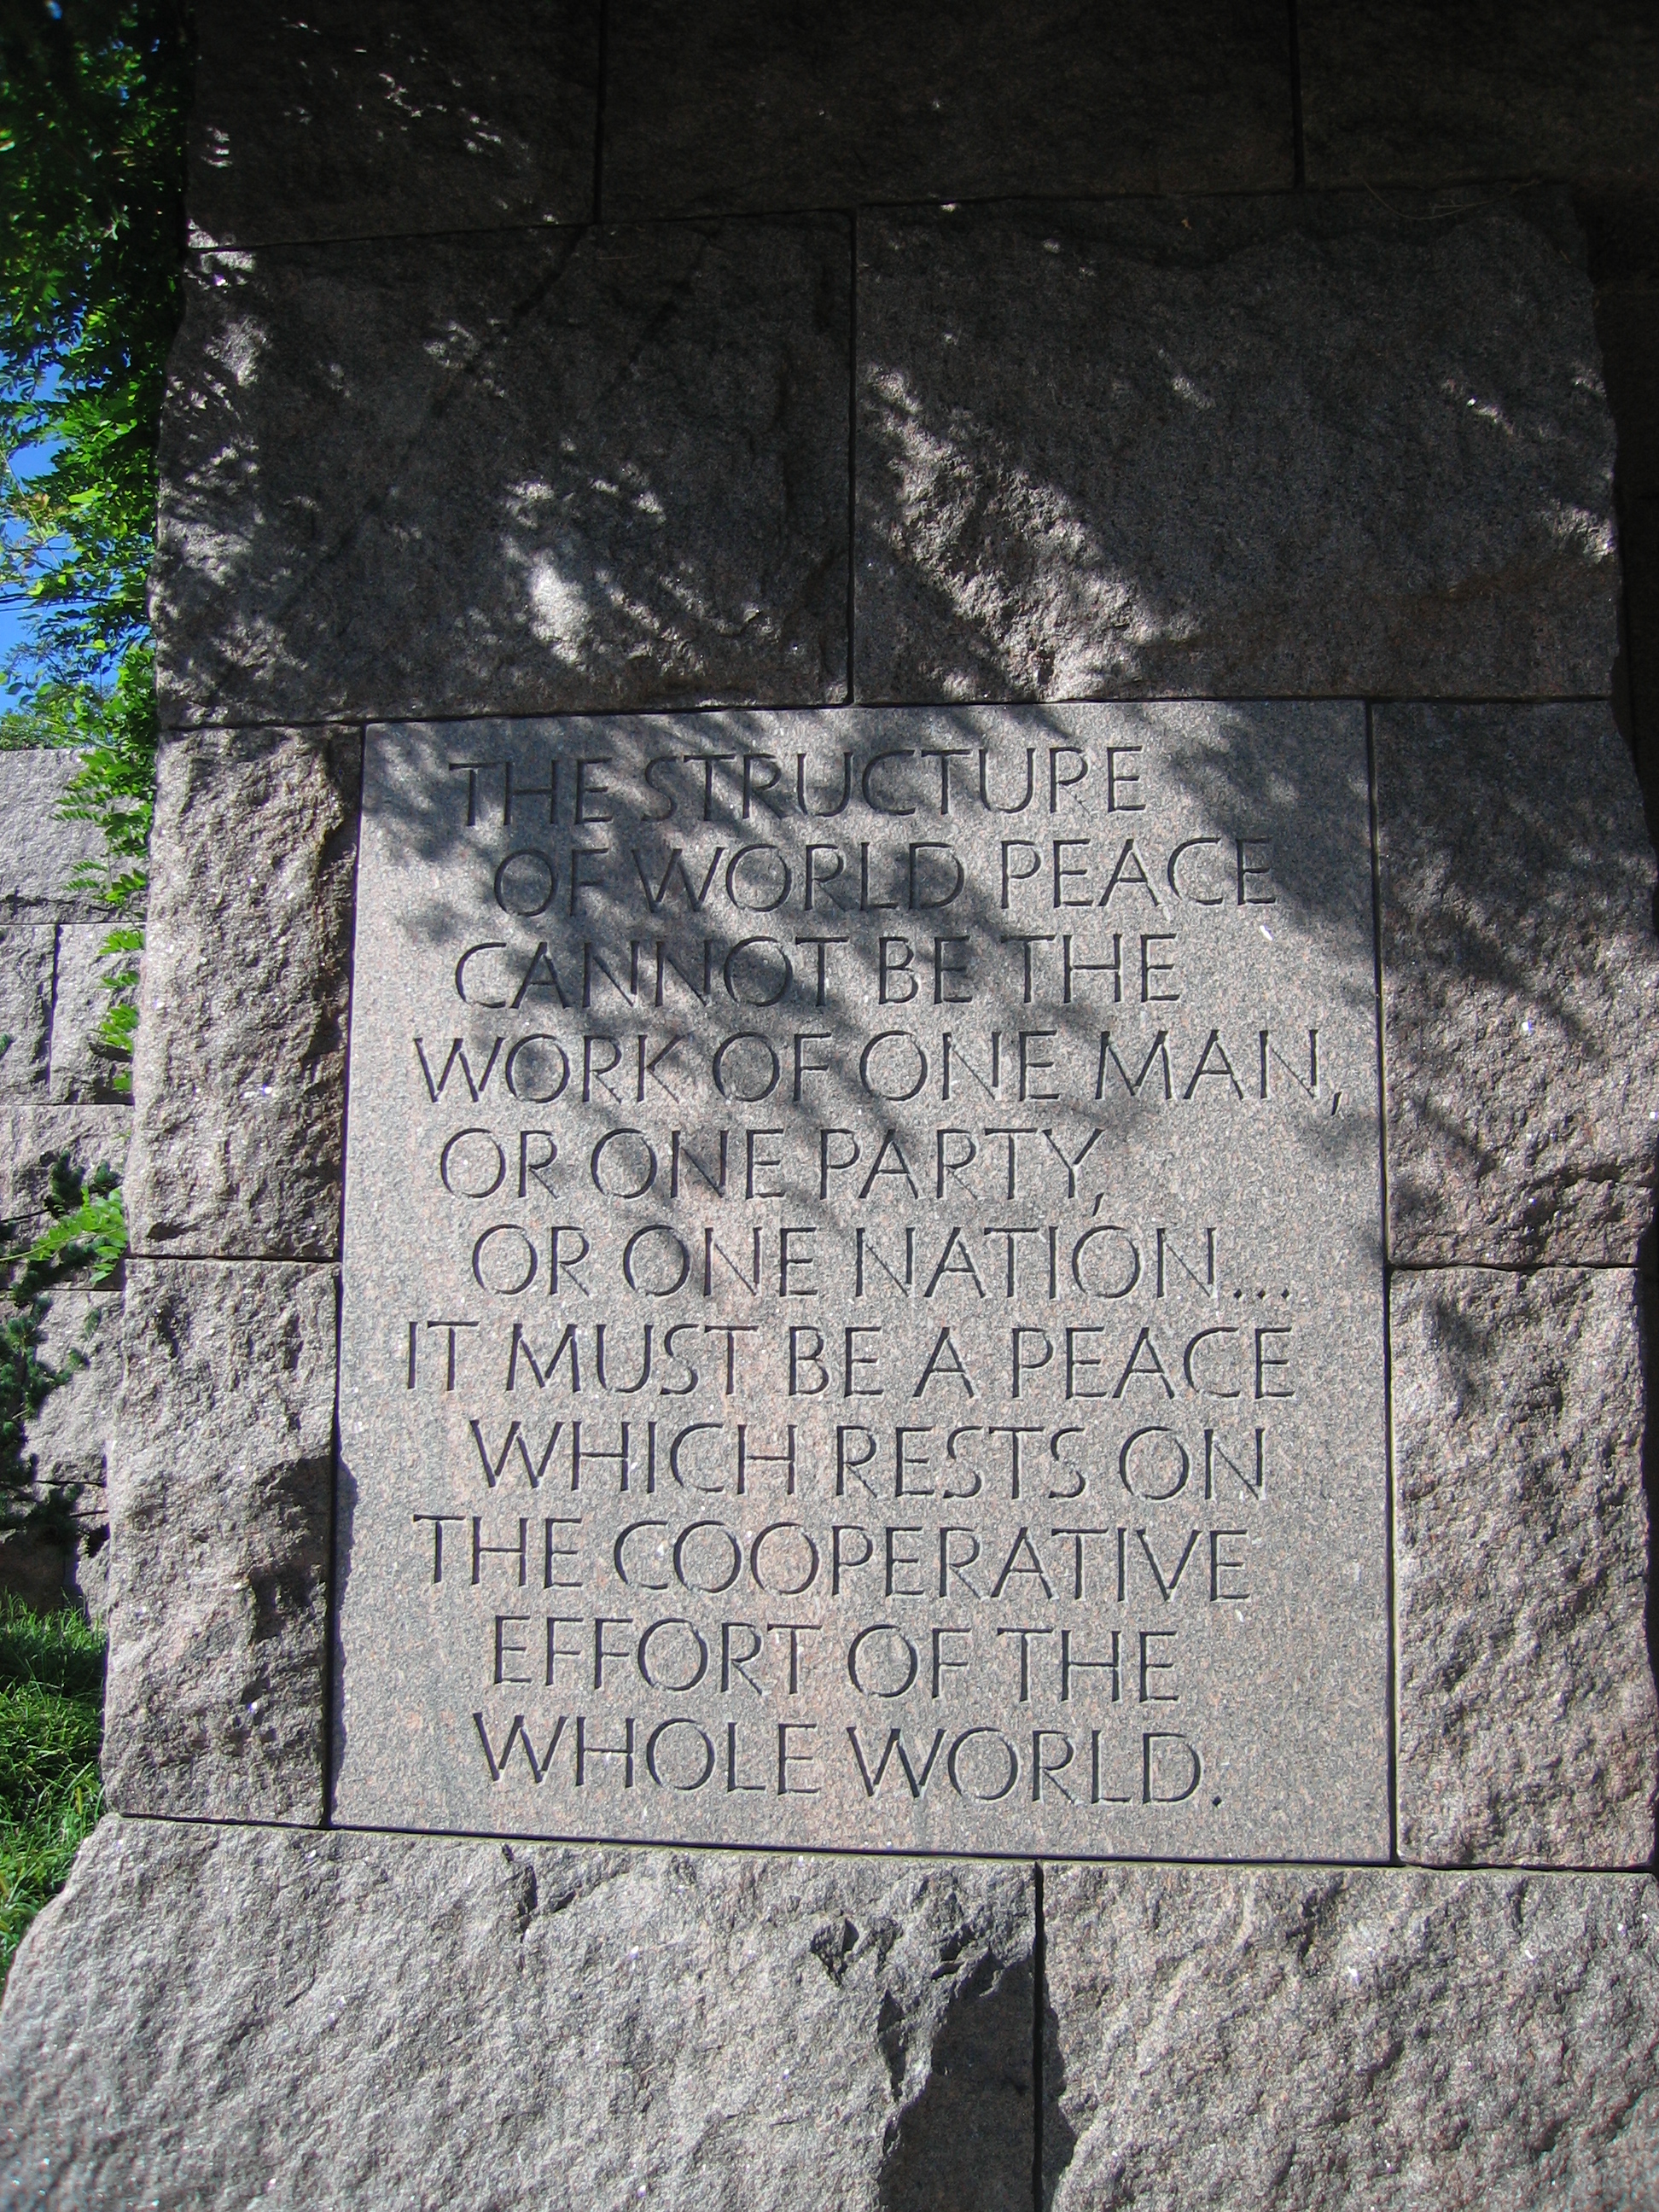 THE STRUCTURE
OF WORLD PEACE
CANNOT BE THE
WORK OF ONE MAN,
OR ONE PARTY,
OR ONE NATION...
IT MUST BE A PEACE
WHICH RESTS ON
THE COOPERATIVE
EFFORT OF THE
WHOLE WORLD.